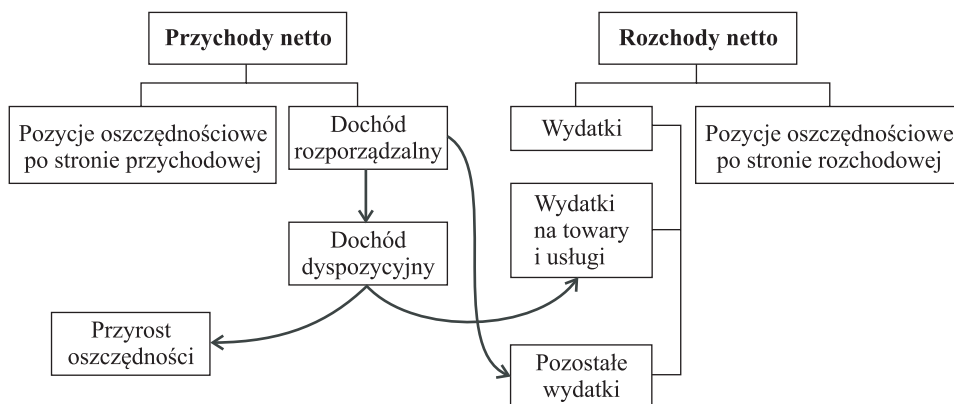 Przychody netto
Rozchody netto
Pozycje oszczędnościowe
po stronie przychodowej
Dochód
rozporządzalny
Wydatki
Pozycje oszczędnościowe
po stronie rozchodowej
Dochód
dyspozycyjny
Wydatki
na towary
i usługi
Przyrost
oszczędności
Pozostałe
wydatki